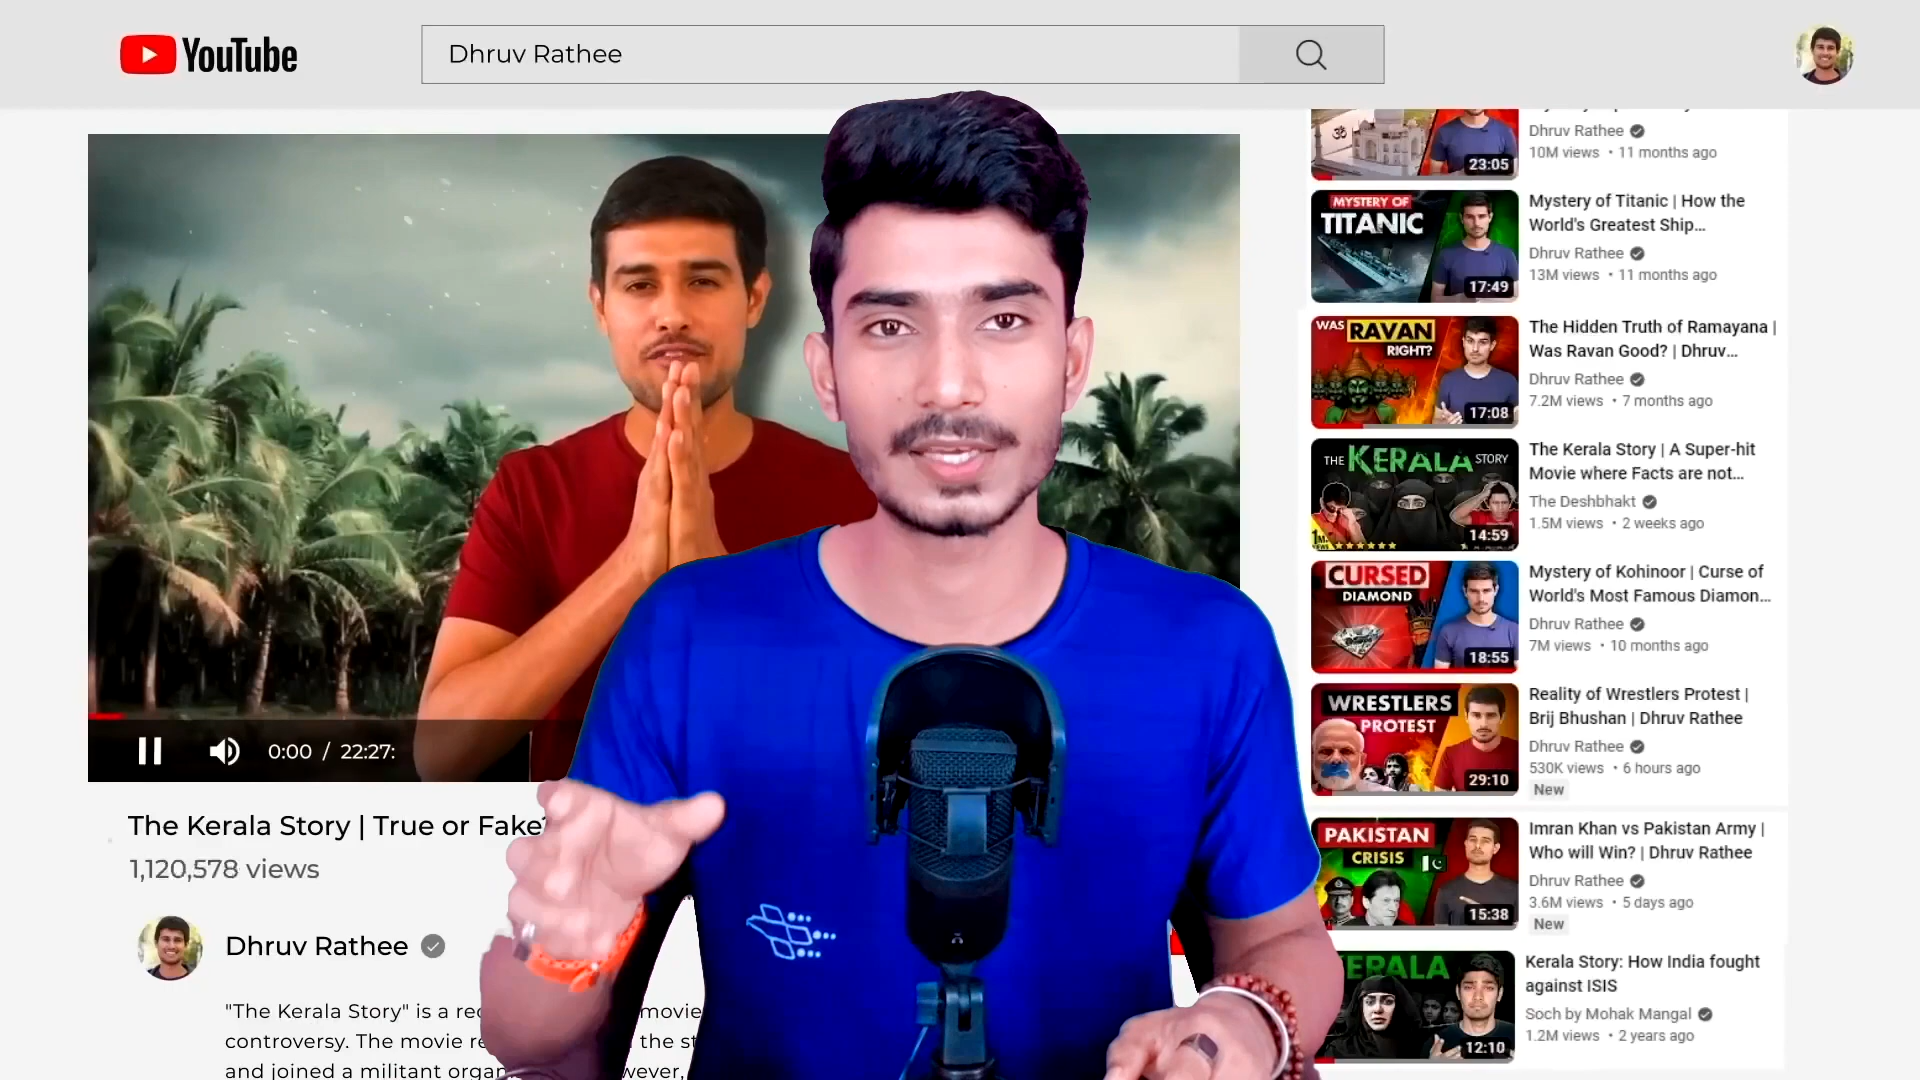 YouTube
Dhruv Rathee
0:00 / 22:27:
The Kerala Story | True or Fake?
1,120,578 views
Dhruv Rathee
"The Kerala Story" is a movie
controversy. The movie the
and joined a militant
Dhruv Rathee
10M views • 11 months ago
ॐ
23:05
MYSTERY OF
TITANIC
17:49
Mystery of Titanic | How the
World's Greatest Ship...
Dhruv Rathee
13M views • 11 months ago
WAS RAVAN
RIGHT?
17:08
The Hidden Truth of Ramayana |
Was Ravan Good? | Dhruv...
Dhruv Rathee
7.2M views • 7 months ago
THE KERALA STORY
14:59
The Kerala Story | A Super-hit
Movie where Facts are not...
The Deshbhakt
1.5M views • 2 weeks ago
CURSED
DIAMOND
18:55
Mystery of Kohinoor | Curse of
World's Most Famous Diamon...
Dhruv Rathee
7M views • 10 months ago
WRESTLERS
PROTEST
29:10
Reality of Wrestlers Protest |
Brij Bhushan | Dhruv Rathee
Dhruv Rathee
530K views • 6 hours ago
New
PAKISTAN
CRISIS
15:38
Imran Khan vs Pakistan Army |
Who will Win? | Dhruv Rathee
Dhruv Rathee
3.6M views • 5 days ago
New
KERALA
12:10
Kerala Story: How India fought
against ISIS
Soch by Mohak Mangal
1.2M views • 2 years ago